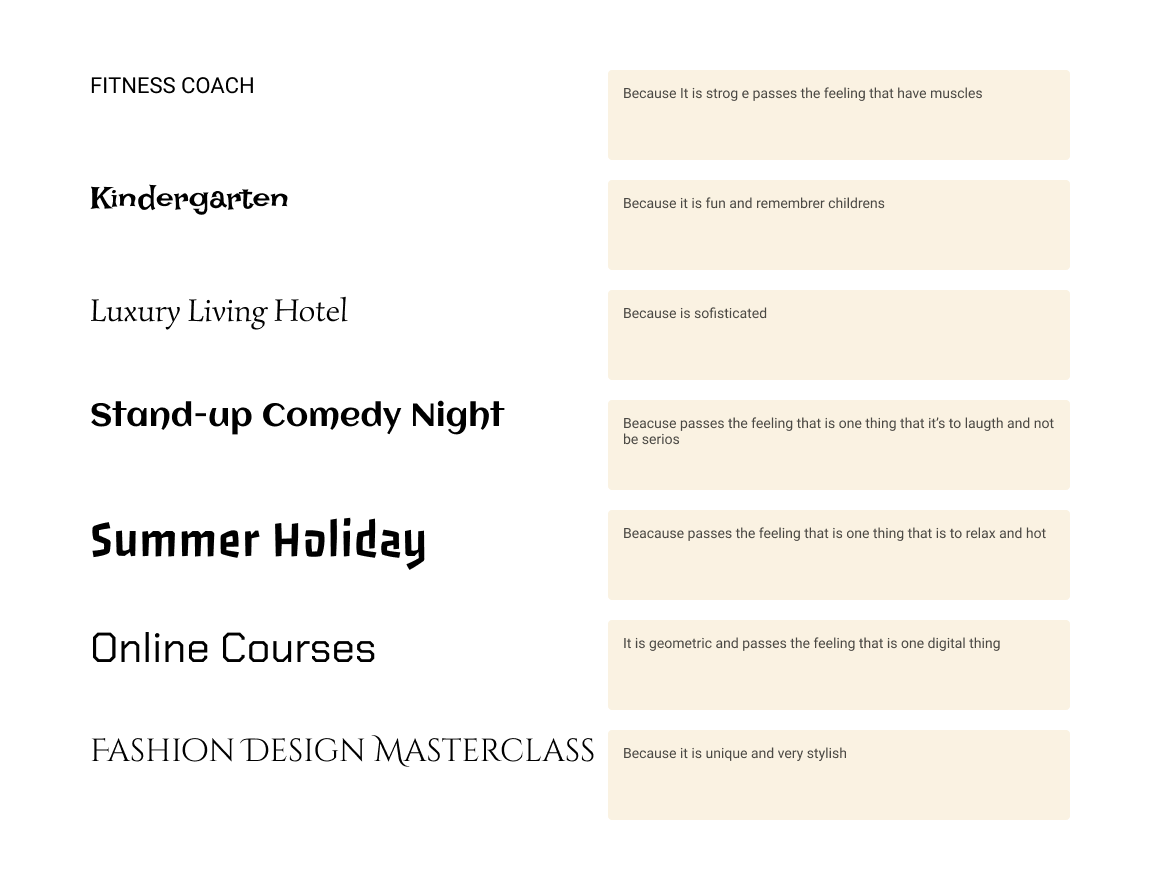 FITNESS COACH
Because It is strog e passes the feeling that have muscles
Kindergarten
Because it is fun and remembrer childrens
Luxury Living Hotel
Because is sofisticated
Stand-up Comedy Night
Beacuse passes the feeling that is one thing that it’s to laugth and not
be serios
Summer Holiday
Beacause passes the feeling that is one thing that is to relax and hot
Online Courses
It is geometric and passes the feeling that is one digital thing
Fashion Design Masterclass
Because it is unique and very stylish